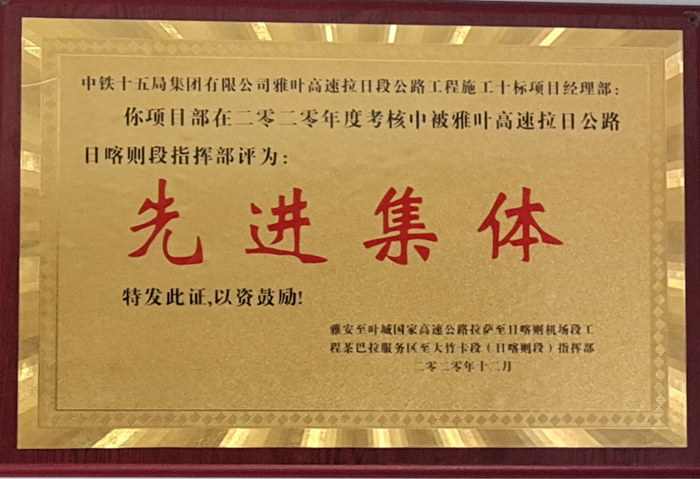 中铁十五局集团有限公司雅叶高速拉日段公路工程施工十标项目经理部：
你项目部在二零二零年度考核中被雅叶高速拉日公路
日喀则段指挥部评为：
先进集体
特发此证,以资鼓励!
雅安至叶城国家高速公路拉萨至日喀则机场段工
程茶巴拉服务区至大竹卡段（日喀则段）指挥部
二零二零年十二月